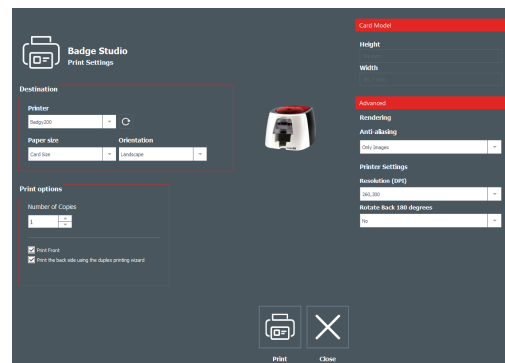 Badge Studio
Print Settings
Destination
Printer
Badgy200
Paper size
Orientation
Card Size
Landscape
Print options
Number of Copies
1
Print Front
Print the back side using the duplex printing wizard
Print
Close
Card Model
Height
Width
Advanced
Rendering
Anti-aliasing
Only Images
Printer Settings
Resolution (DPI)
260,300
Rotate Back 180 degrees
No